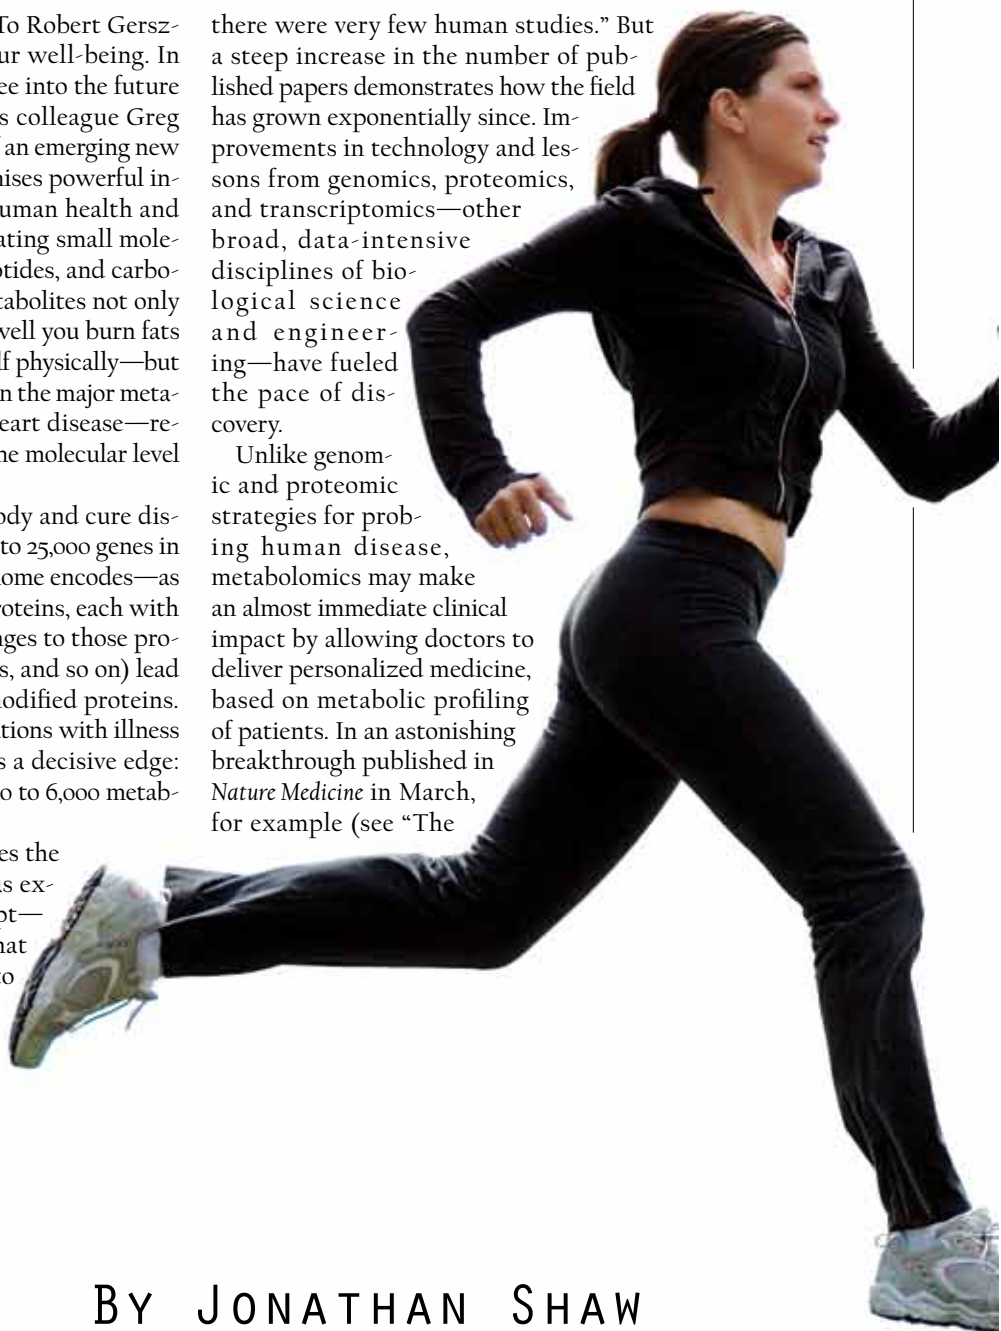 To Robert Gersz-
ur well-being. In
ee into the future
s colleague Greg
an emerging new
ises powerful in-
uman health and
ating small mole-
tides, and carbo-
tabolites not only
well you burn fats
lf physically—but
n the major meta-
eart disease—re-
he molecular level
ody and cure dis-
to 25,000 genes in
ome encodes—as
roteins, each with
nges to those pro-
s, and so on) lead
odified proteins.
tions with illness
s a decisive edge:
0 to 6,000 metab-
es the
s ex-
pt—
hat
to
there were very few human studies.” But
a steep increase in the number of pub-
lished papers demonstrates how the field
has grown exponentially since. Im-
provements in technology and les-
sons from genomics, proteomics,
and transcriptomics—other
broad, data-intensive
disciplines of bio-
logical science
and engineer-
ing—have fueled
the pace of dis-
covery.
Unlike genom-
ic and proteomic
strategies for prob-
ing human disease,
metabolomics may make
an almost immediate clinical
impact by allowing doctors to
deliver personalized medicine,
based on metabolic profiling
of patients. In an astonishing
breakthrough published in
Nature Medicine in March,
for example (see “The
By Jonathan Shaw